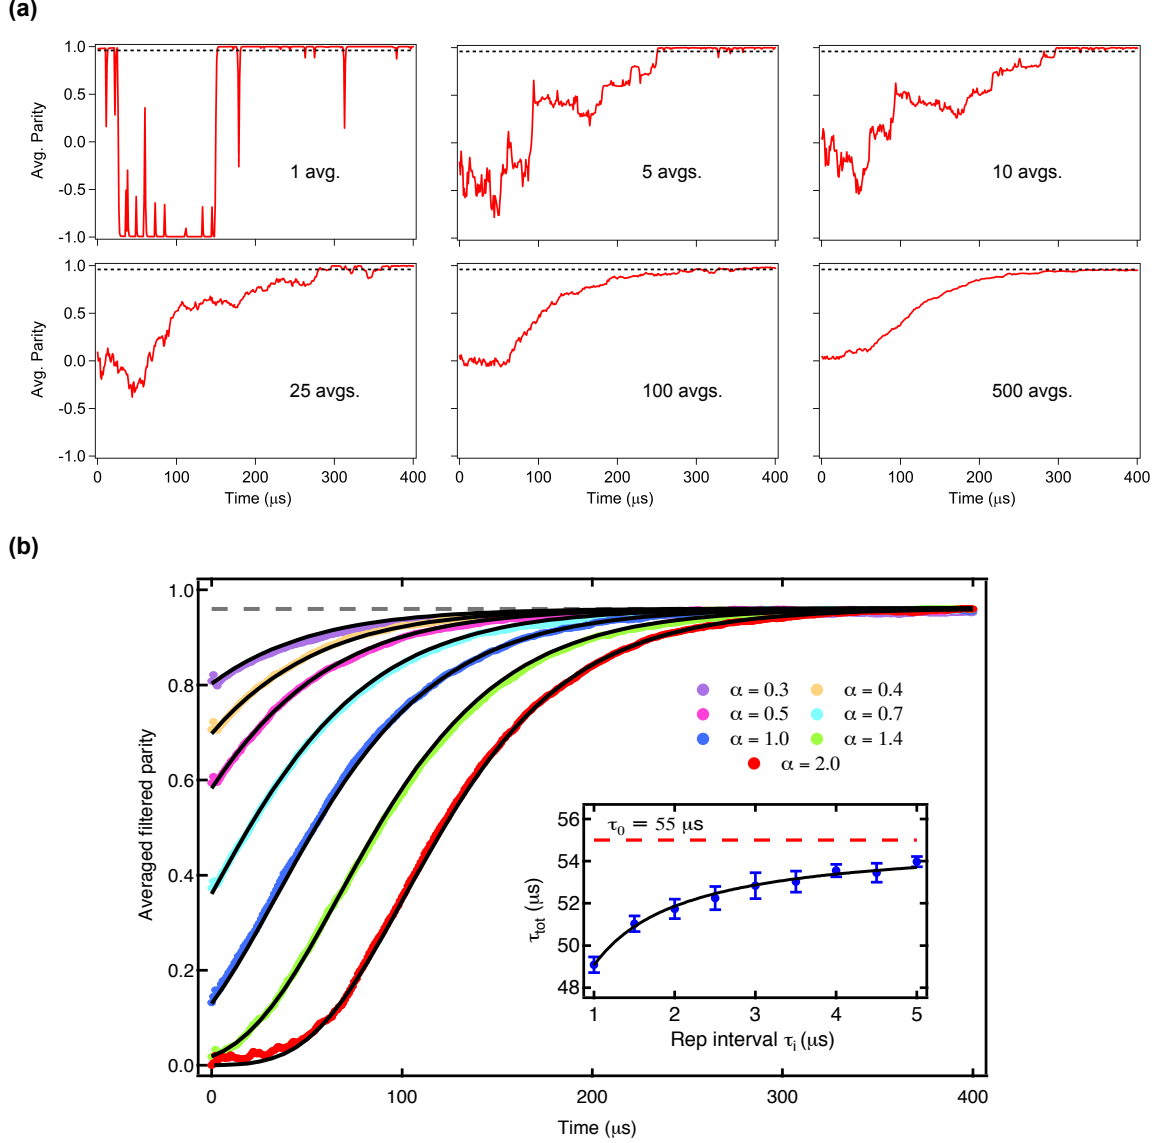 (a)
1.0
0.5
0.0
-0.5
-1.0
Avg. Parity
1 avg.
5 avgs.
10 avgs.
1.0
0.5
0.0
-0.5
-1.0
Avg. Parity
25 avgs.
100 avgs.
500 avgs.
0 100 200 300 400
0 100 200 300 400
0 100 200 300 400
Time (μs)
Time (μs)
Time (μs)
(b)
1.0
0.8
0.6
0.4
0.2
0.0
Averaged filtered parity
α = 0.3
α = 0.4
α = 0.5
α = 0.7
α = 1.0
α = 1.4
α = 2.0
56
54
52
50
48
τtot (μs)
τ0 = 55 μs
1 2 3 4 5
Rep interval τi (μs)
0 100 200 300 400
Time (μs)